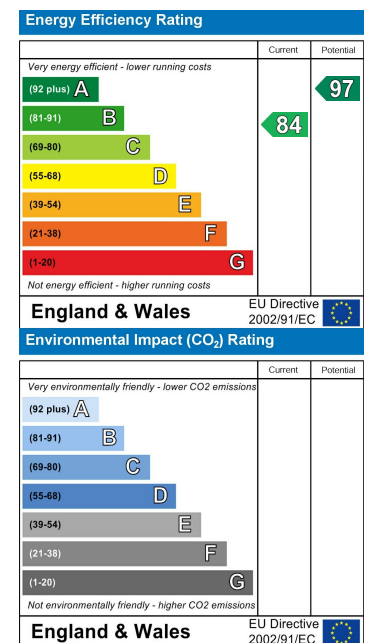 Energy Efficiency Rating
Current Potential
Very energy efficient - lower running costs
(92 plus) A
97
(81-91) B
84
(69-80) C
(55-68) D
(39-54) E
(21-38) F
(1-20) G
Not energy efficient - higher running costs
England & Wales
EU Directive
2002/91/EC
Environmental Impact (CO₂) Rating
Current Potential
Very environmentally friendly - lower CO2 emissions
(92 plus) A
(81-91) B
(69-80) C
(55-68) D
(39-54) E
(21-38) F
(1-20) G
Not environmentally friendly - higher CO2 emissions
England & Wales
EU Directive
2002/91/EC